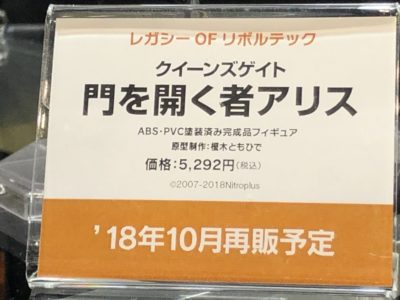 レガシーOFリボルテック
クイーンズゲイト
門を開く者アリス
ABS・PVC塗装済み完成品フィギュア
原型制作：榎木ともひで
価格：5,292円(税込)
©2007-2018Nitroplus
'18年10月再販予定